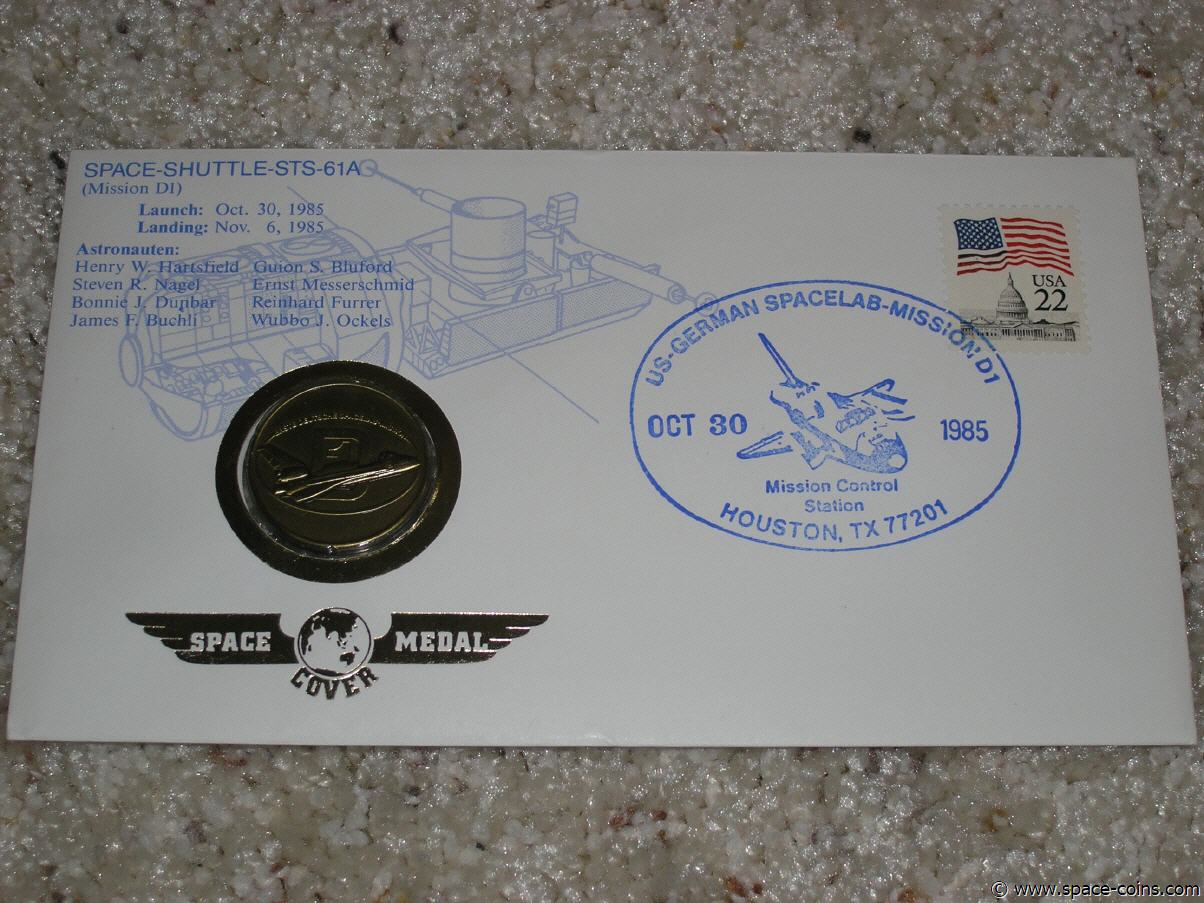 SPACE-SHUTTLE-STS-61A
(Mission D1)
Launch: Oct. 30, 1985
Landing: Nov. 6, 1985
Astronauten:
Henry W. Hartsfield Guion S. Bluford
Steven R. Nagel Ernst Messerschmid
Bonnie J. Dunbar Reinhard Furrer
James F. Buchli Wubbo J. Ockels
USA
22
US-GERMAN SPACELAB-MISSION D1
OCT 30 1985
Mission Control
Station
HOUSTON, TX 77201
DEUTSCHE
D1
SPACE MEDAL
COVER
© www.space-coins.com